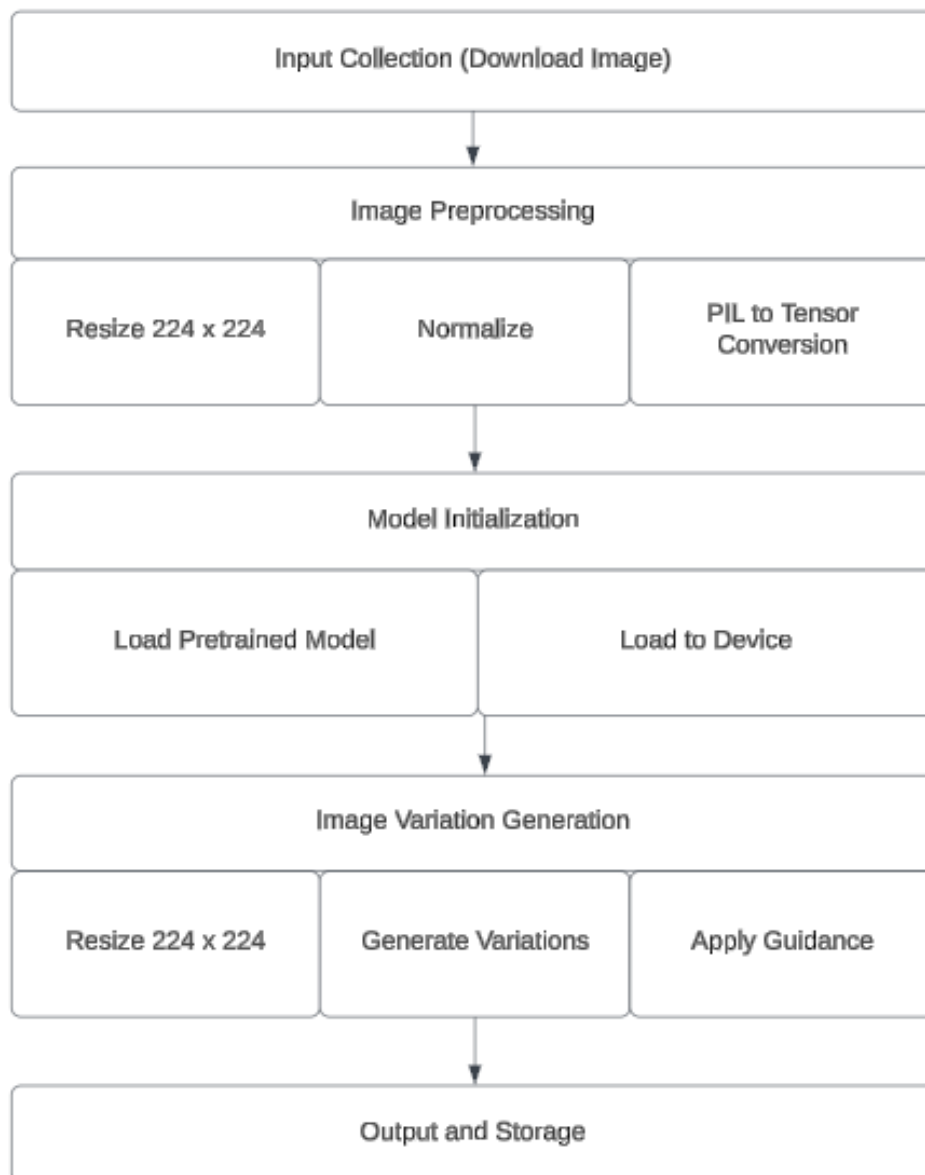 Input Collection (Download Image)
Image Preprocessing
Resize 224 x 224
Normalize
PIL to Tensor
Conversion
Model Initialization
Load Pretrained Model
Load to Device
Image Variation Generation
Resize 224 x 224
Generate Variations
Apply Guidance
Output and Storage